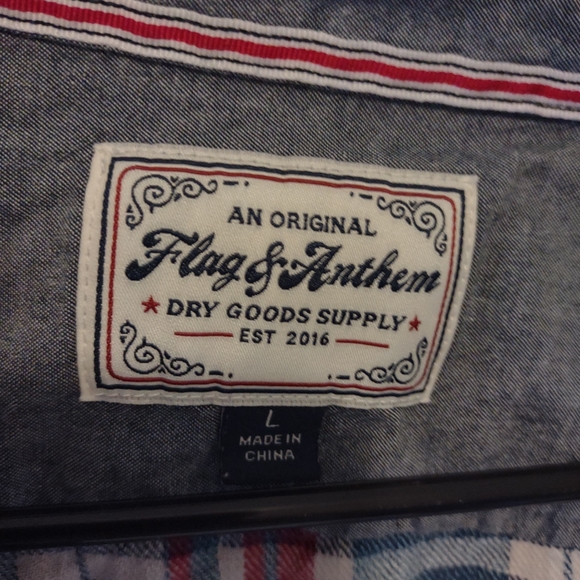 AN ORIGINAL
Flag & Anthem
DRY GOODS SUPPLY
EST 2016
L
MADE IN
CHINA